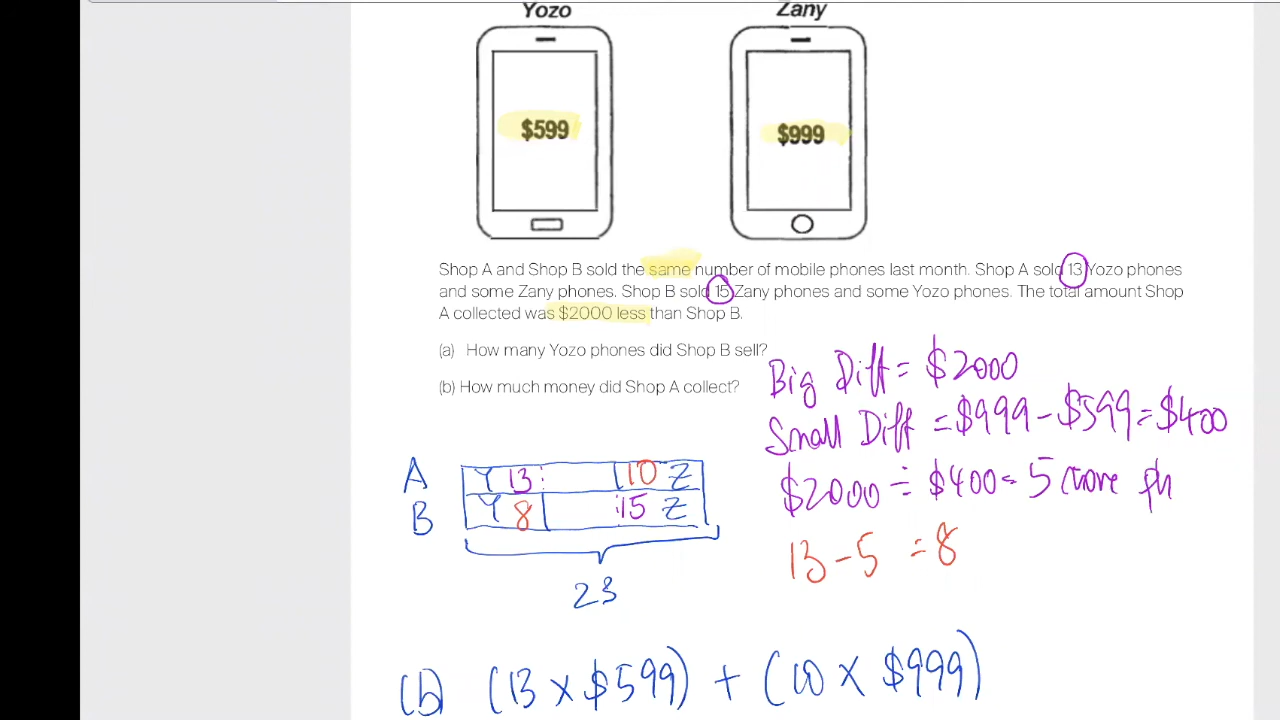 Yozo Zany
$599 $999
Shop A and Shop B sold the same number of mobile phones last month. Shop A sold 13 Yozo phones
and some Zany phones. Shop B sold 15 Zany phones and some Yozo phones. The total amount Shop
A collected was $2000 less than Shop B.
(a) How many Yozo phones did Shop B sell?
(b) How much money did Shop A collect?
Big Diff = $2000
Small Diff = $999 - $599 = $400
$2000 ÷ $400 = 5 more ph
13 - 5 = 8
A Y 13 10 Z
B Y 8 15 Z
23
(b) (13 x $599) + (10 x $999)